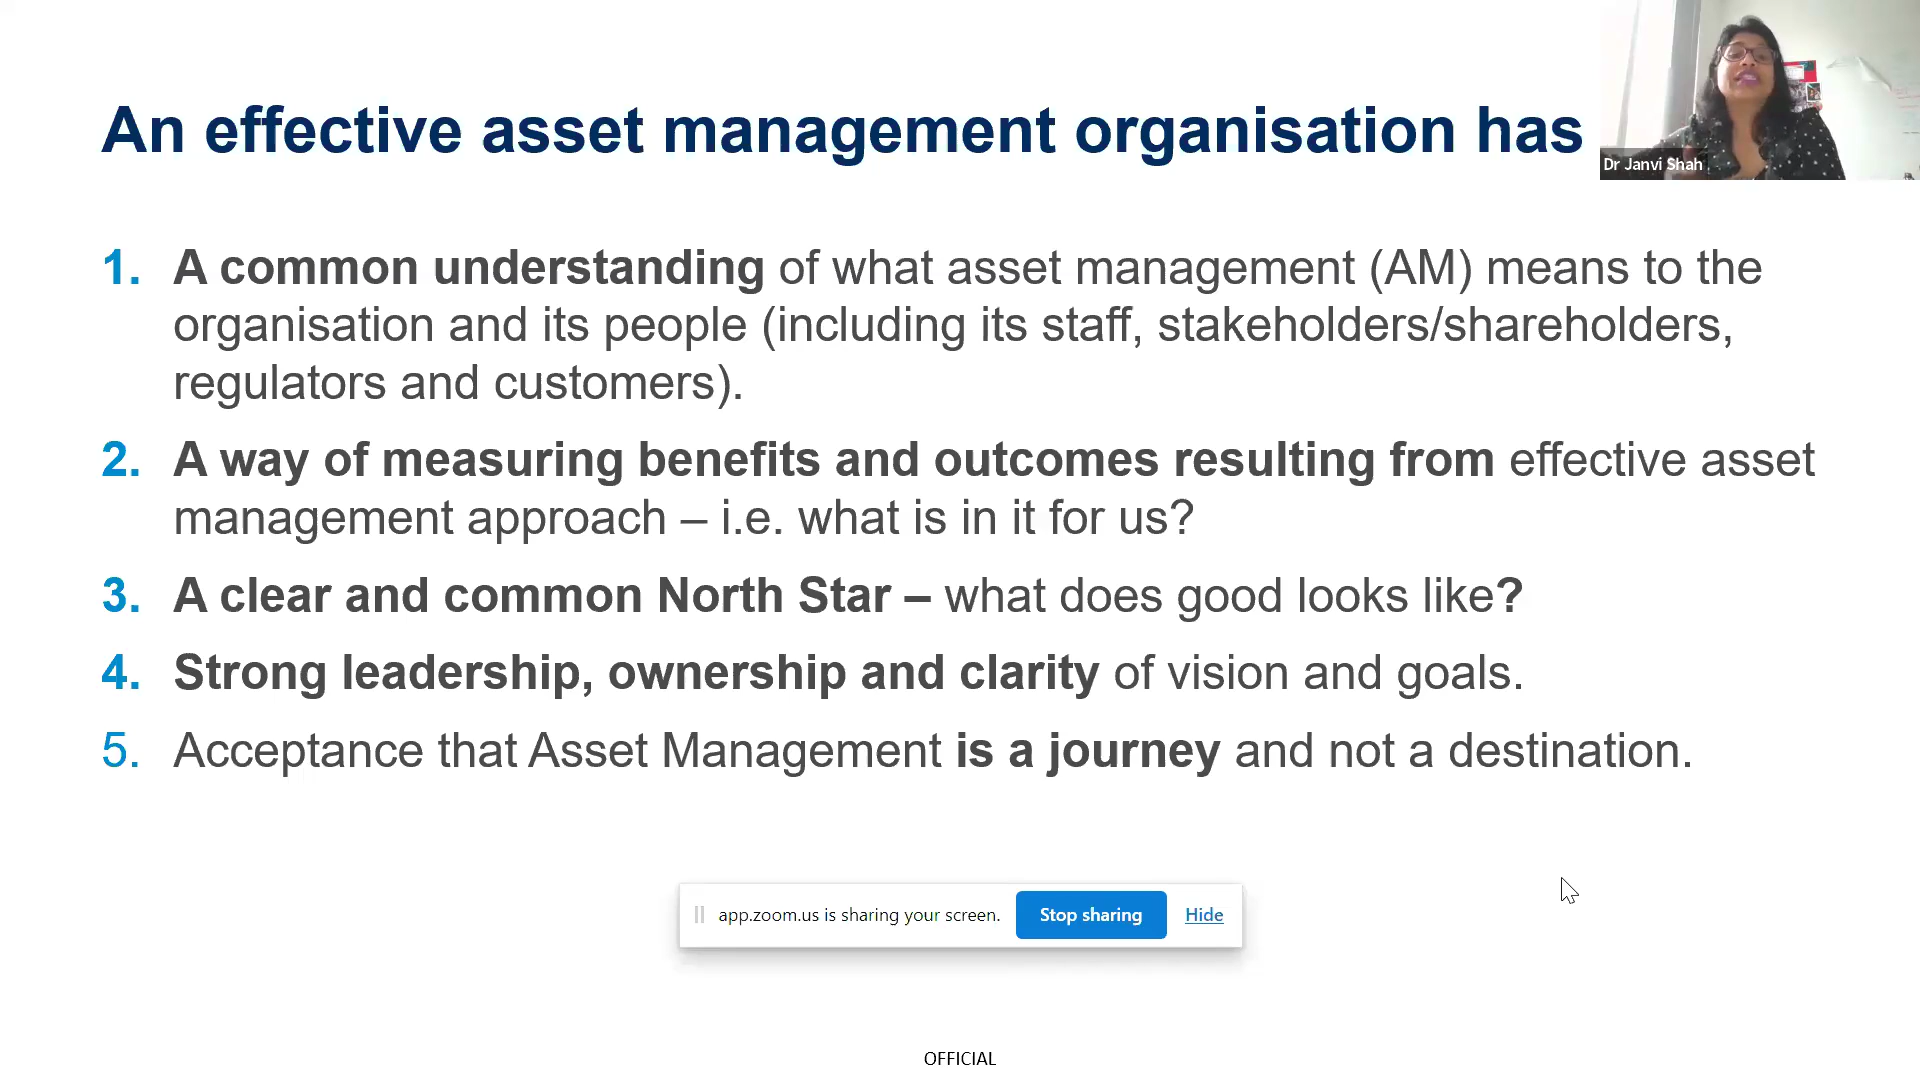 An effective asset management organisation has
Dr Janvi Shah
1. A common understanding of what asset management (AM) means to the
organisation and its people (including its staff, stakeholders/shareholders,
regulators and customers).
2. A way of measuring benefits and outcomes resulting from effective asset
management approach – i.e. what is in it for us?
3. A clear and common North Star – what does good looks like?
4. Strong leadership, ownership and clarity of vision and goals.
5. Acceptance that Asset Management is a journey and not a destination.
app.zoom.us is sharing your screen. Stop sharing Hide
OFFICIAL